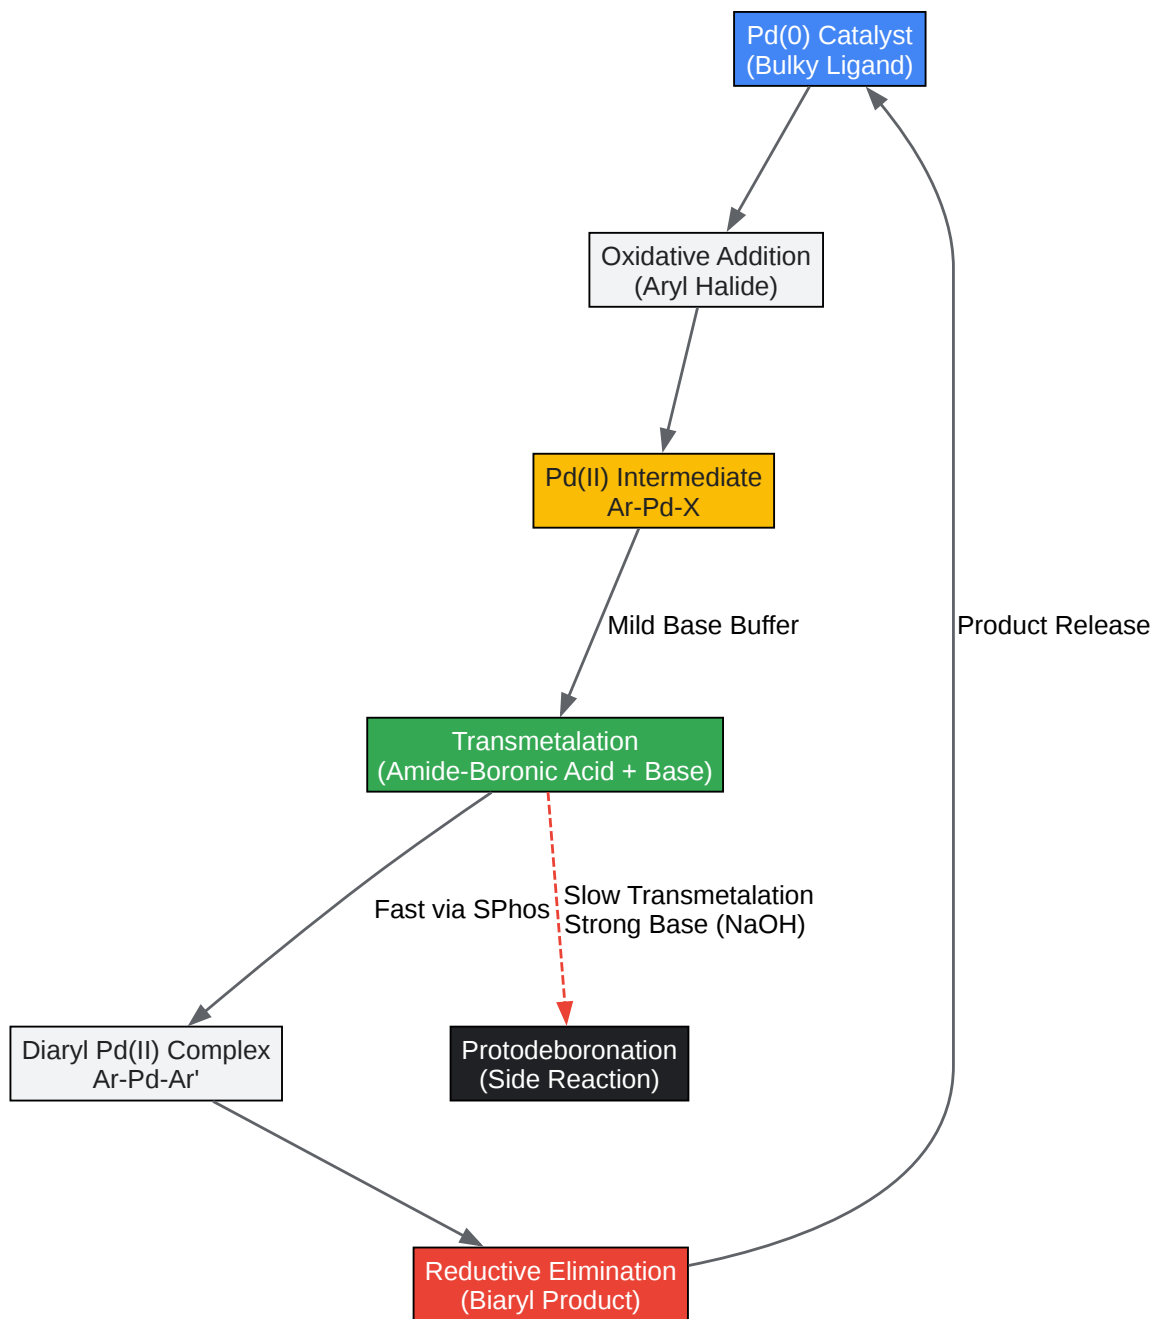 Pd(0) Catalyst
(Bulky Ligand)
Oxidative Addition
(Aryl Halide)
Pd(II) Intermediate
Ar-Pd-X
Mild Base Buffer
Product Release
Transmetalation
(Amide-Boronic Acid + Base)
Fast via SPhos
Slow Transmetalation
Strong Base (NaOH)
Diaryl Pd(II) Complex
Ar-Pd-Ar'
Protodeboronation
(Side Reaction)
Reductive Elimination
(Biaryl Product)